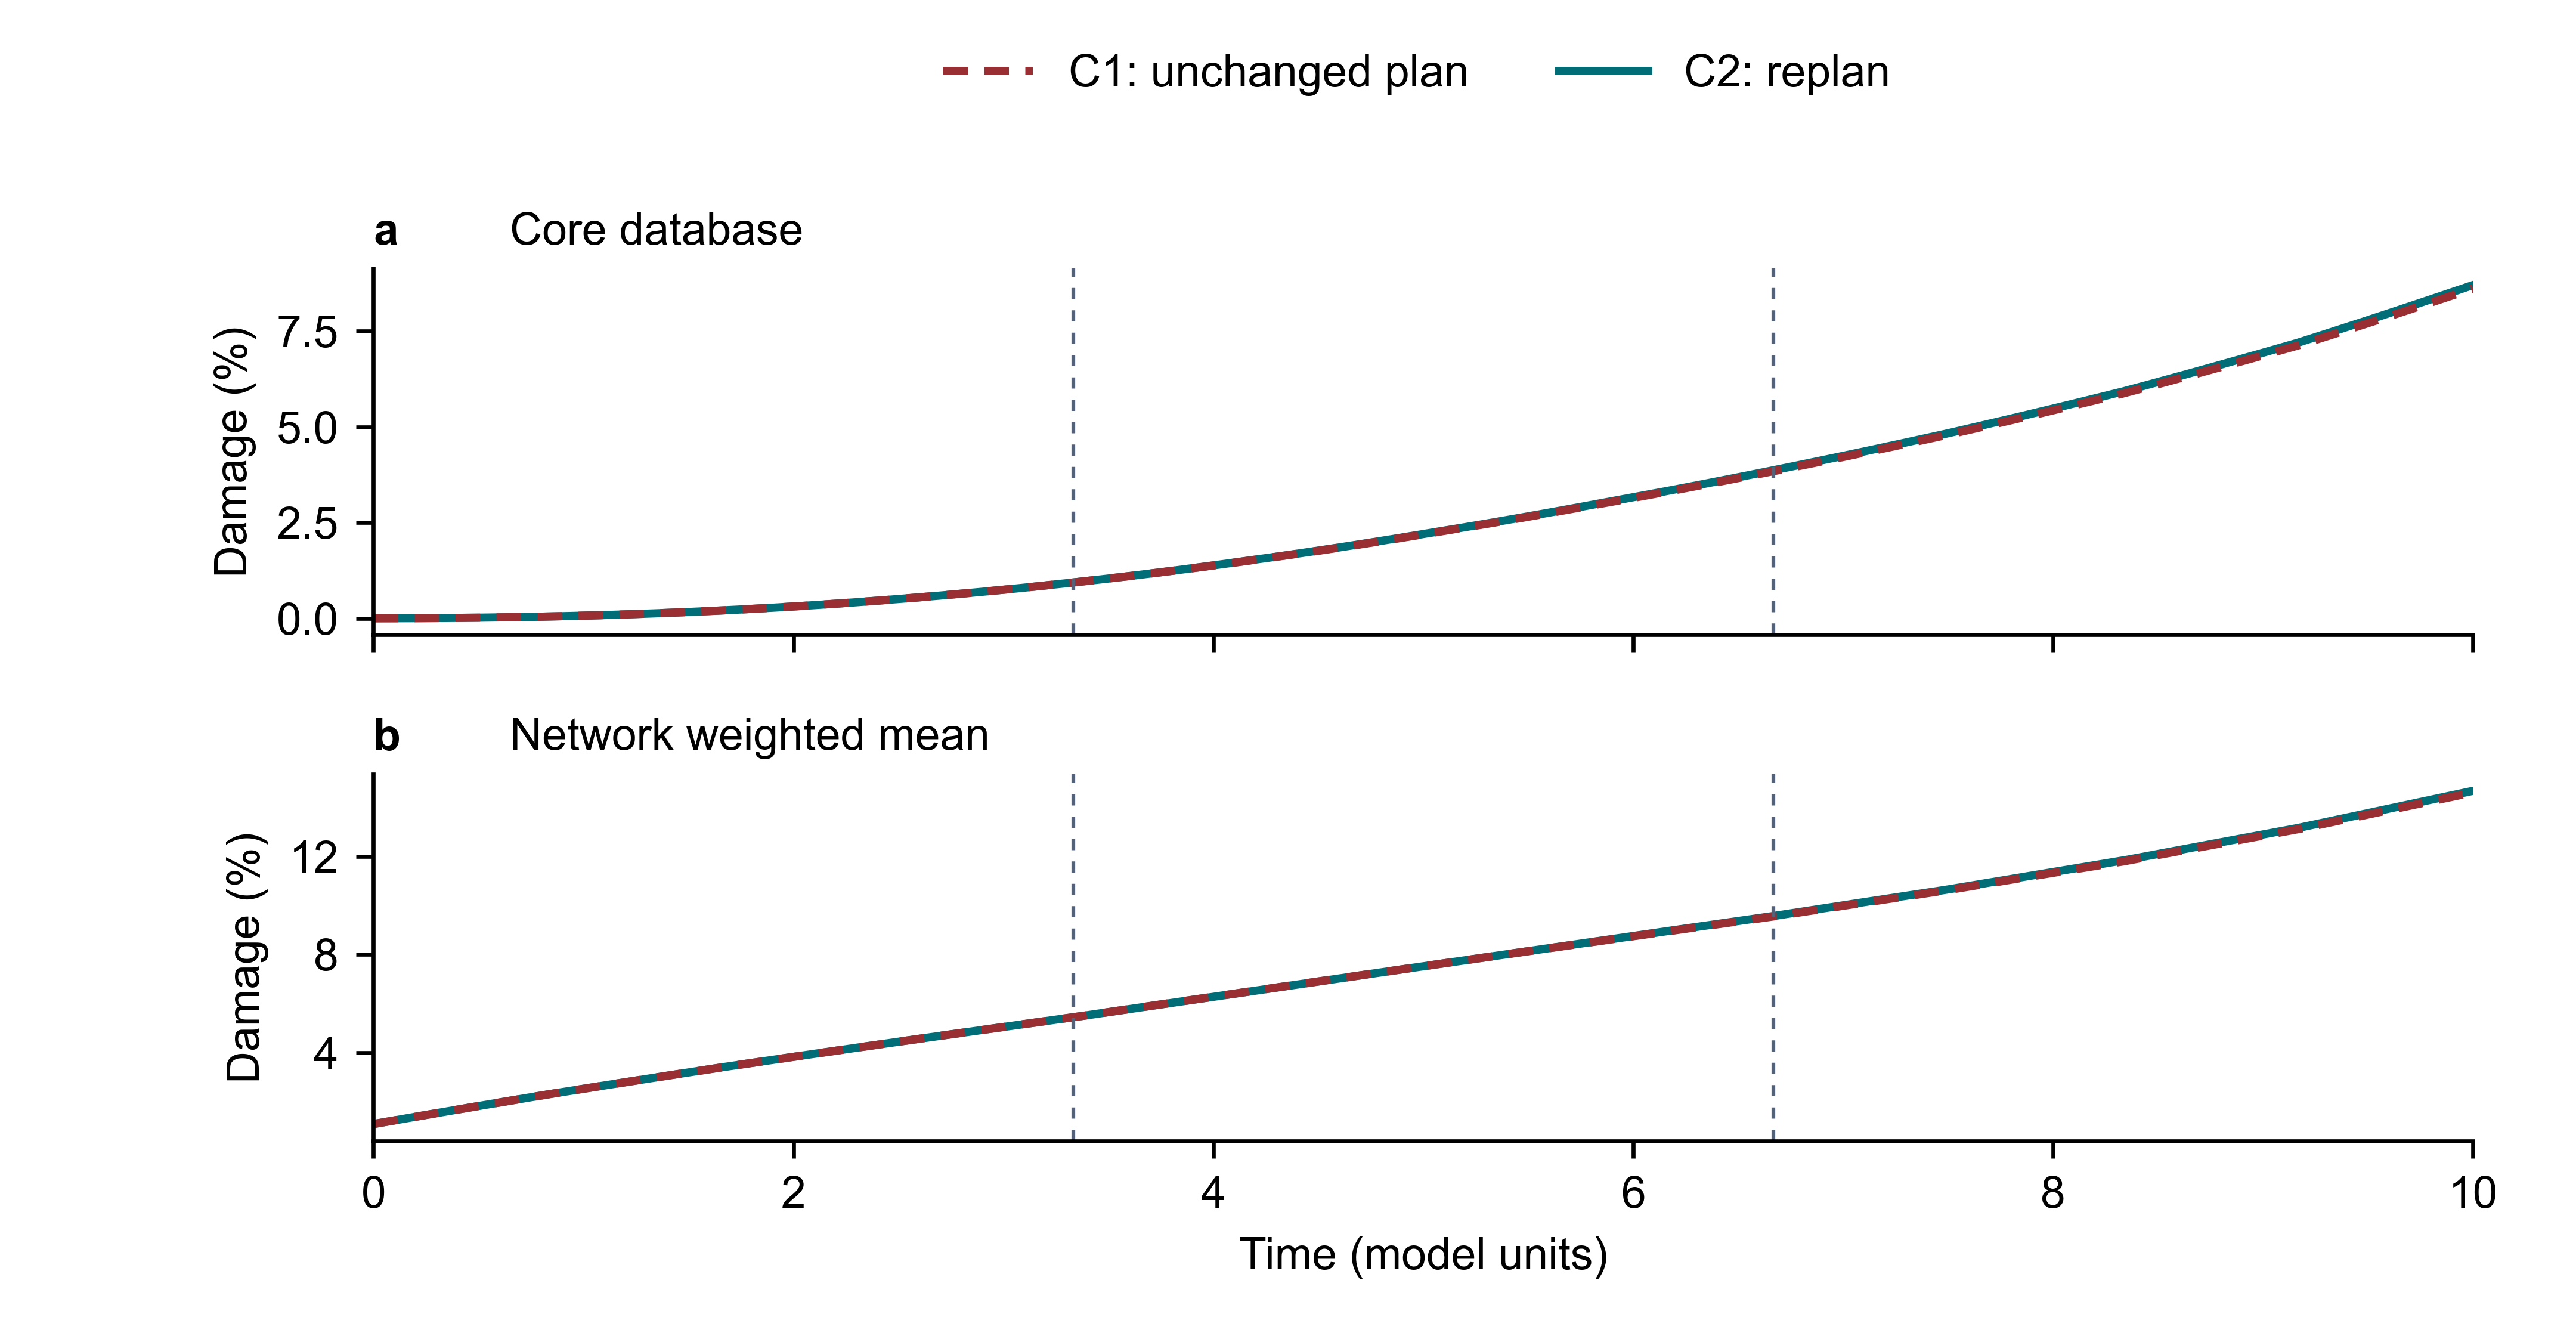 C1: unchanged plan C2: replan
a Core database
Damage (%)
7.5
5.0
2.5
0.0
b Network weighted mean
Damage (%)
12
8
4
0 2 4 6 8 10
Time (model units)